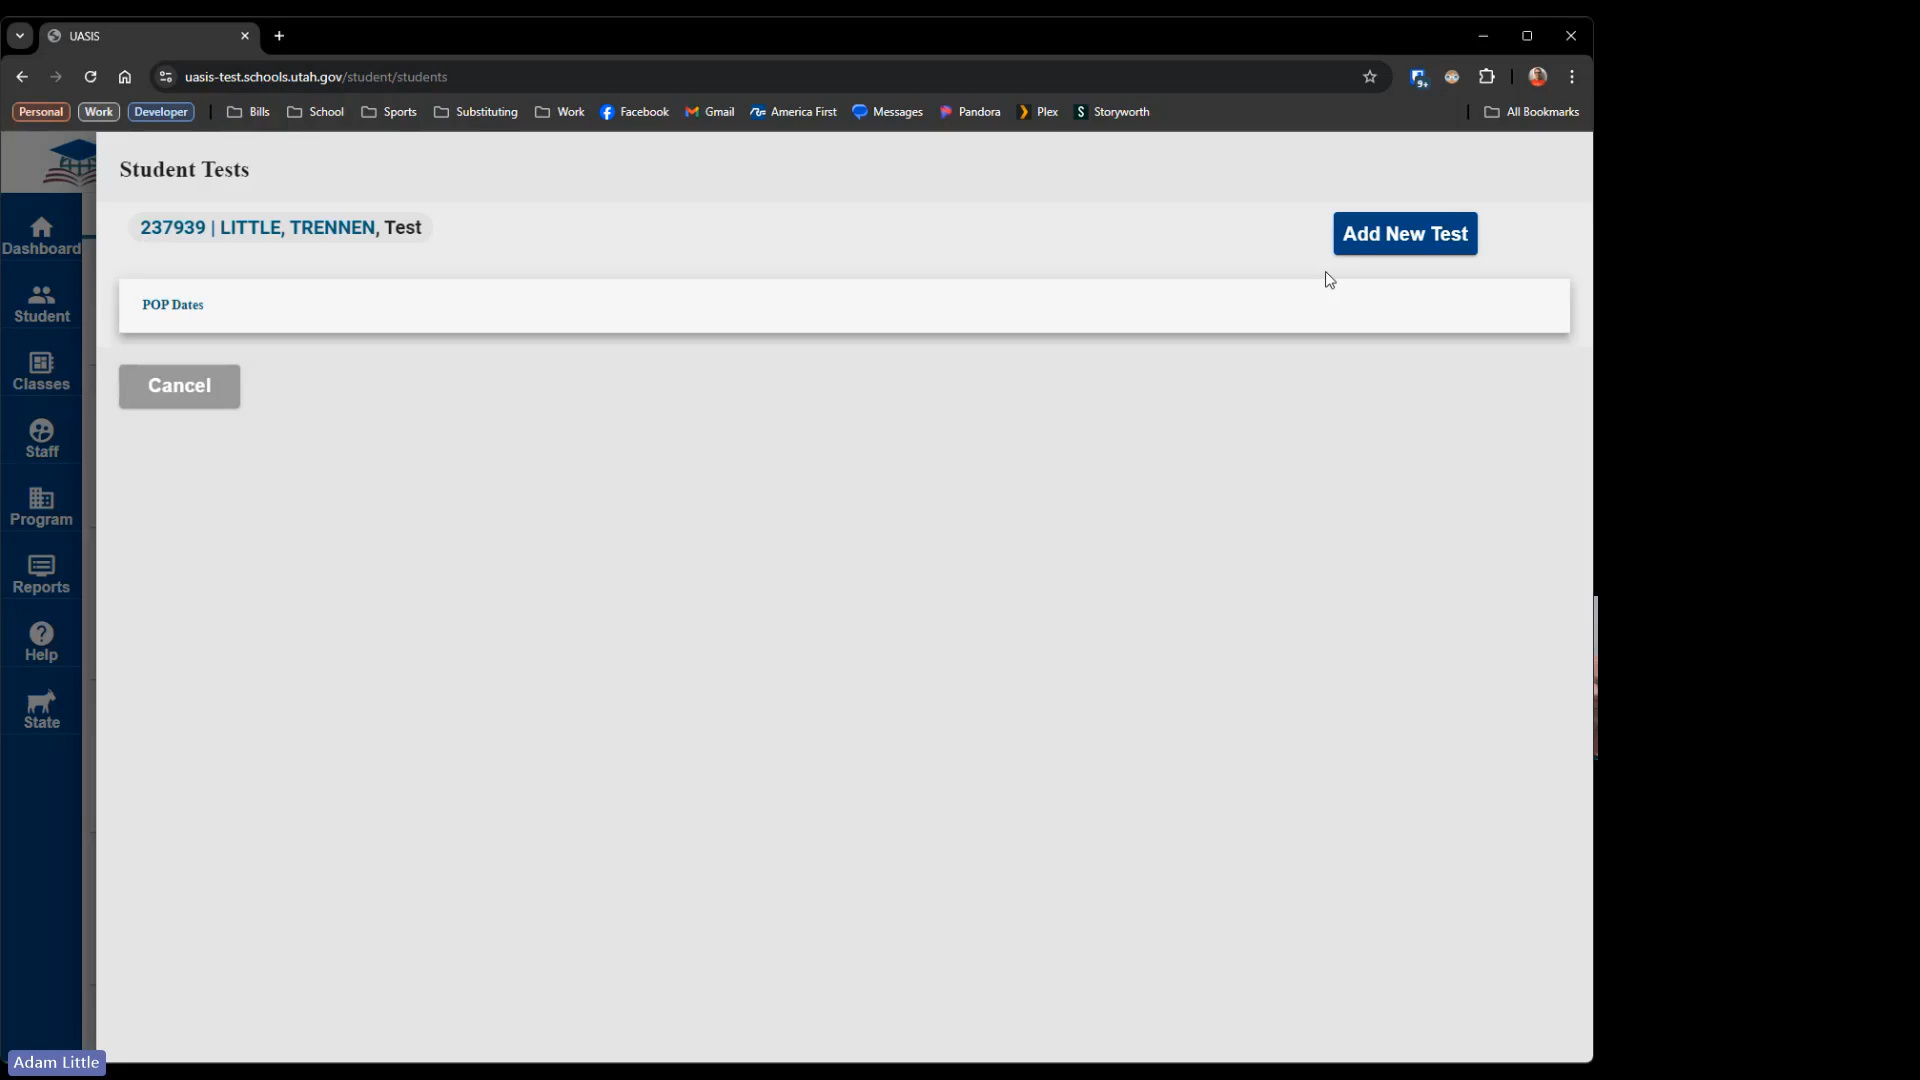 UASIS
uasis-test.schools.utah.gov/student/students
Personal Work Developer Bills School Sports Substituting Work Facebook Gmail America First Messages Pandora Plex Storyworth All Bookmarks
9+
Student Tests
237939 | LITTLE, TRENNEN, Test
Add New Test
POP Dates
Cancel
Dashboard
Student
Classes
Staff
Program
Reports
Help
State
Adam Little